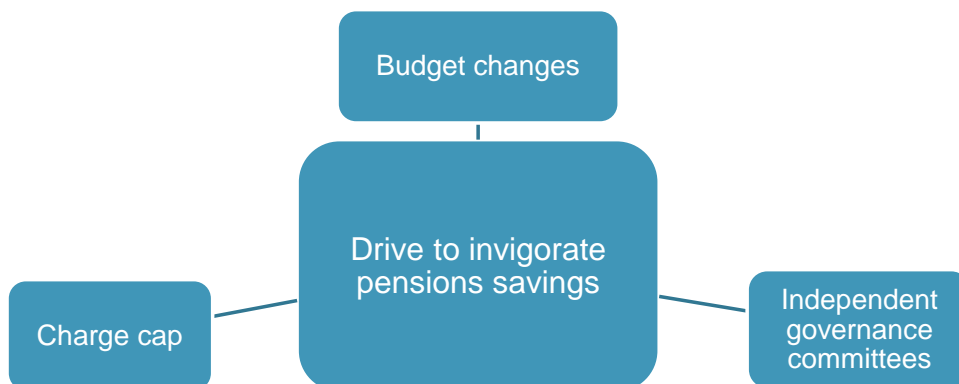 Budget changes
Drive to invigorate
pensions savings
Charge cap
Independent
governance
committees